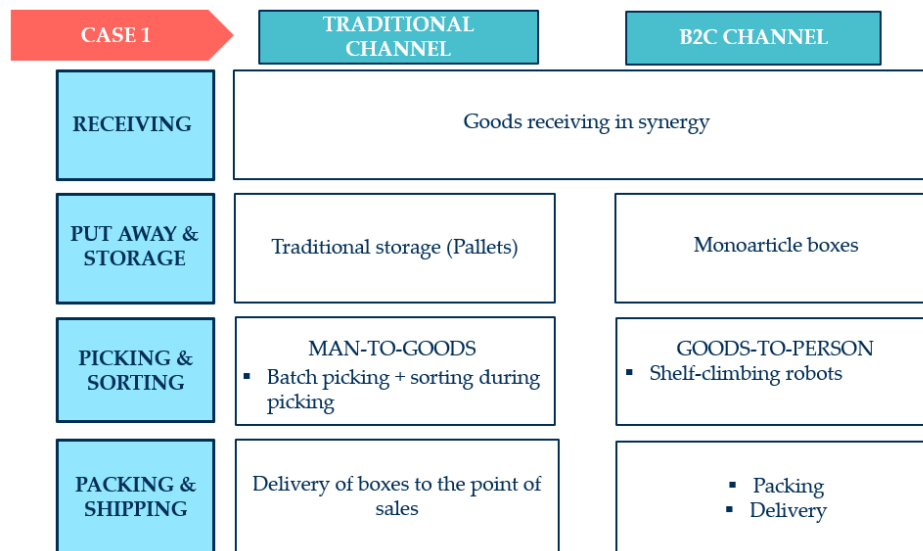 CASE 1
TRADITIONAL
CHANNEL
B2C CHANNEL
RECEIVING
Goods receiving in synergy
PUT AWAY &
STORAGE
Traditional storage (Pallets)
Monoarticle boxes
PICKING &
SORTING
MAN-TO-GOODS
▪ Batch picking + sorting during
picking
GOODS-TO-PERSON
▪ Shelf-climbing robots
PACKING &
SHIPPING
Delivery of boxes to the point of
sales
▪ Packing
▪ Delivery